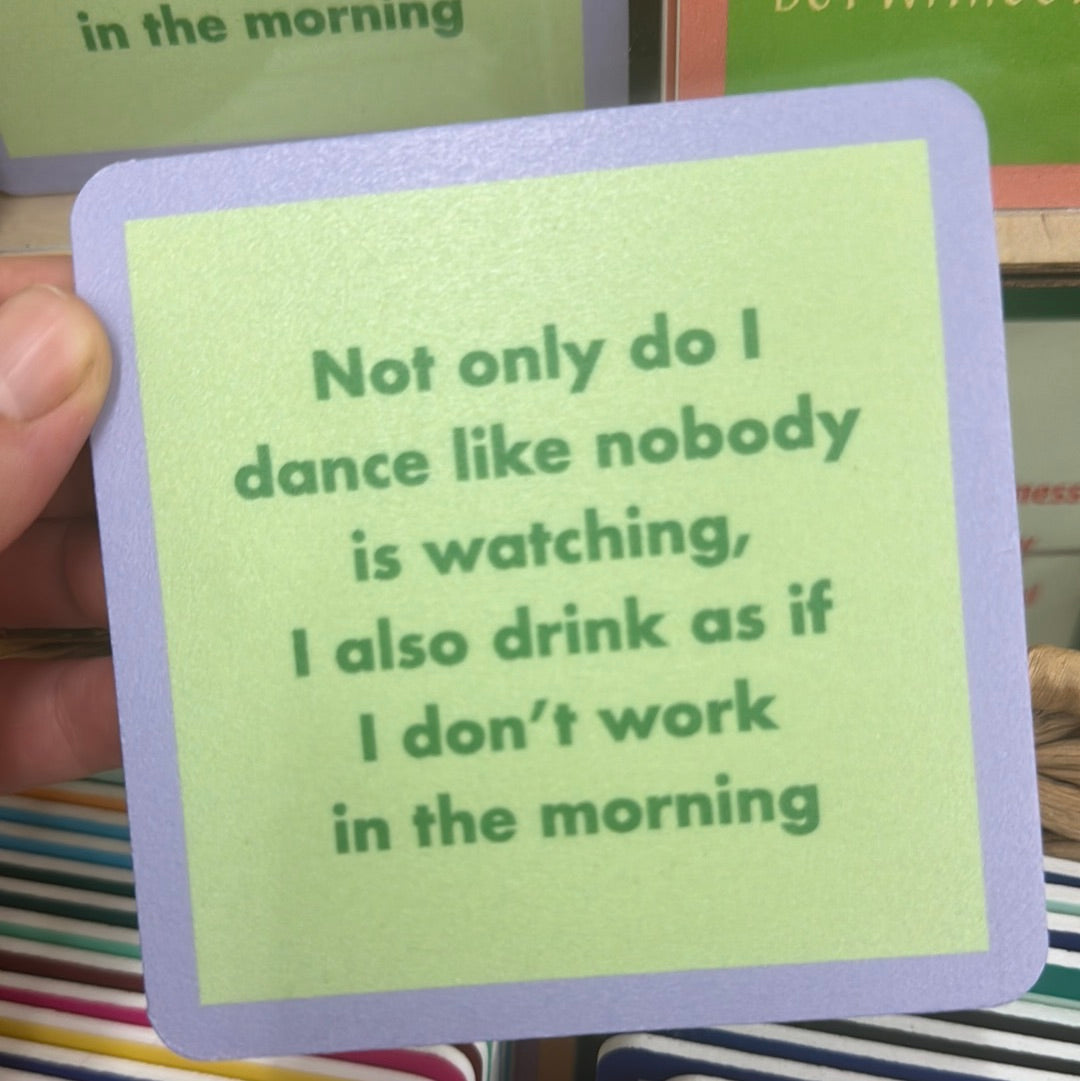 in the morning
Not only do I
dance like nobody
is watching,
I also drink as if
I don't work
in the morning